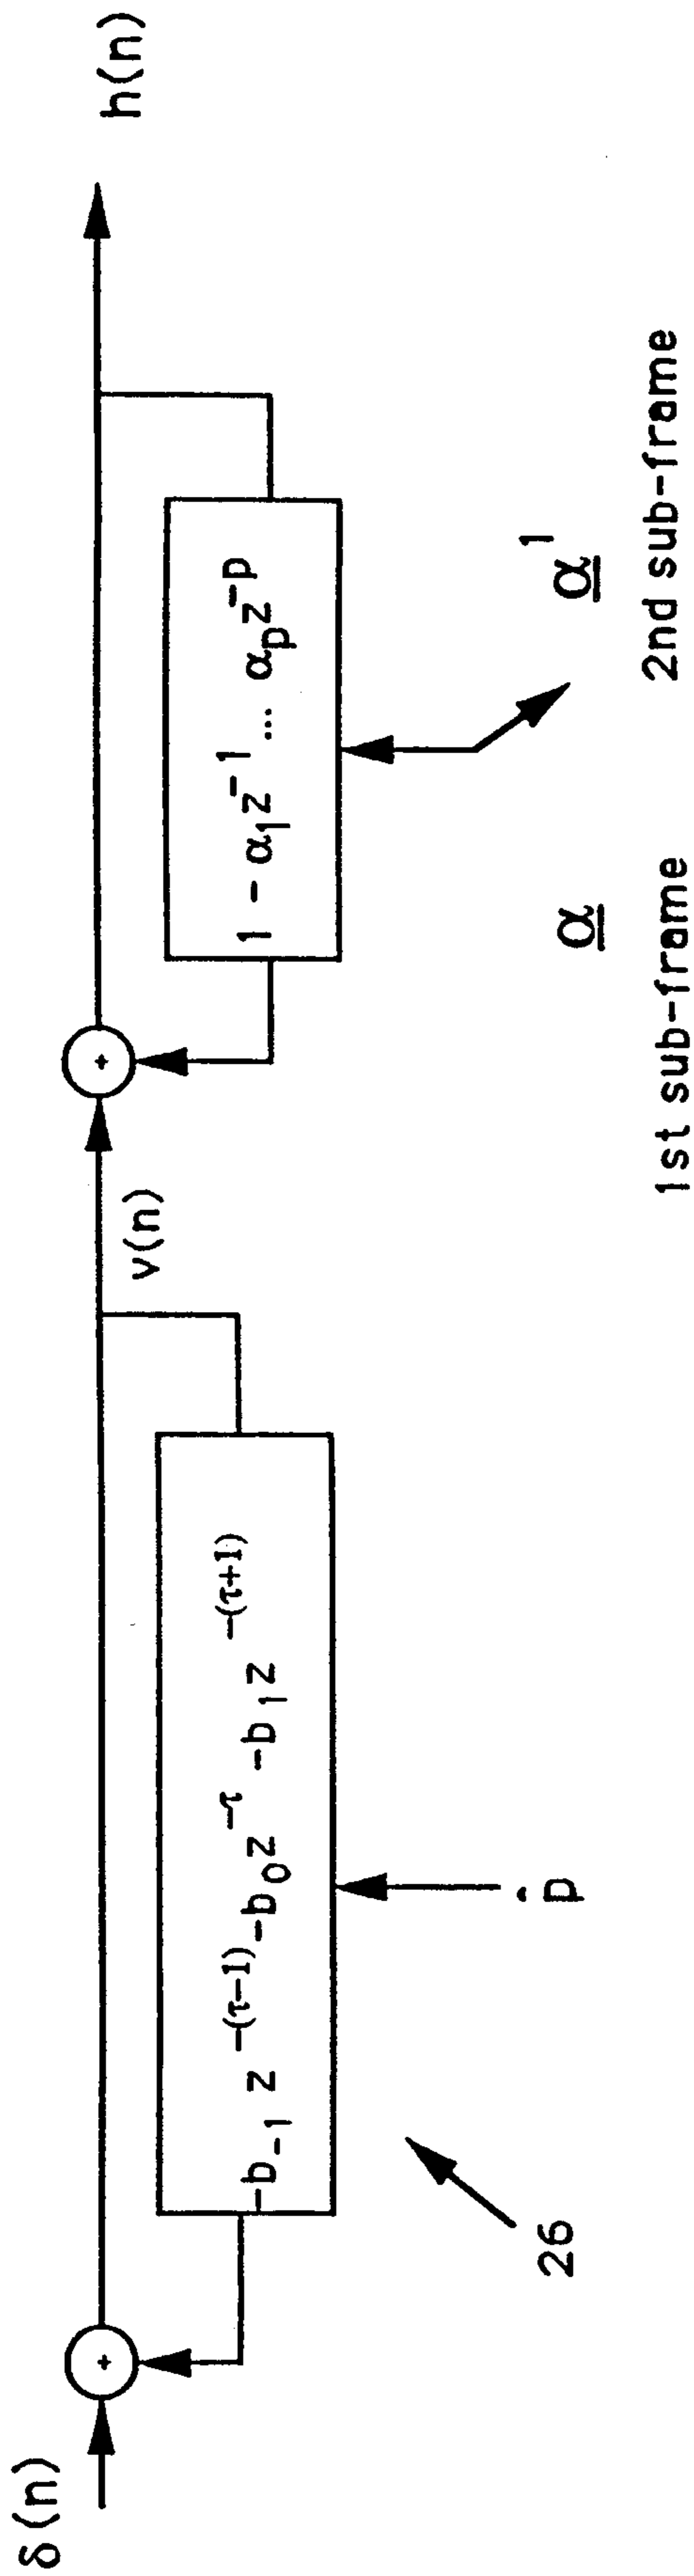 δ(n)
-b₋₁ z^-(τ-1) -b₀z^-τ -b₁z^-(τ+1)
v(n)
1 - α₁z^-1 ... αₚz^-p
h(n)
26
p̂
α
α^1
1st sub-frame
2nd sub-frame